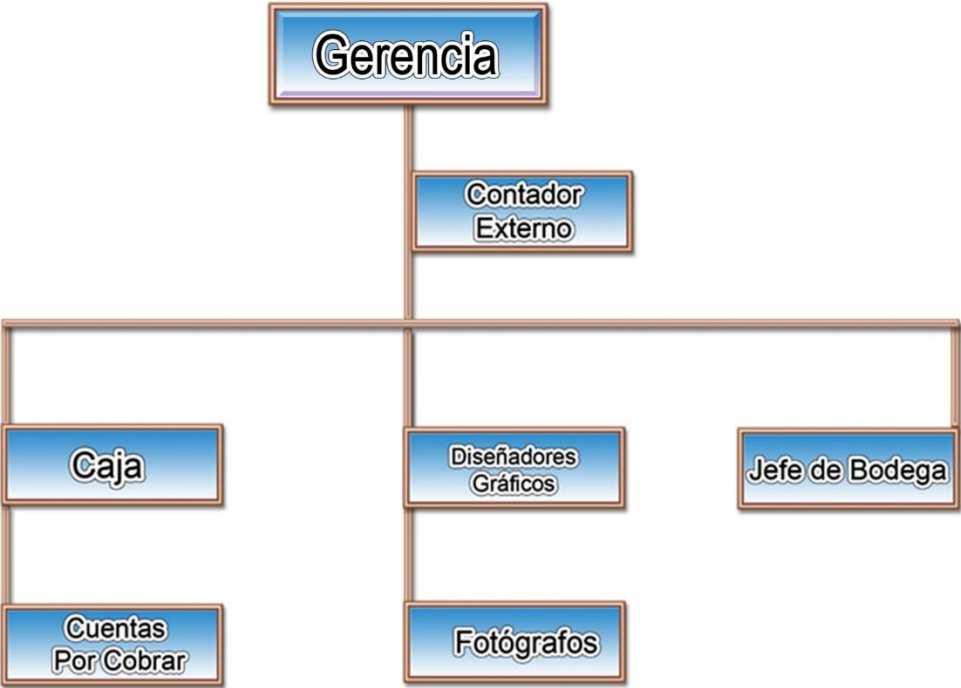 Gerencia
Contador
Externo
Caja
Diseñadores
Gráficos
Jefe de Bodega
Cuentas
Por Cobrar
Fotógrafos